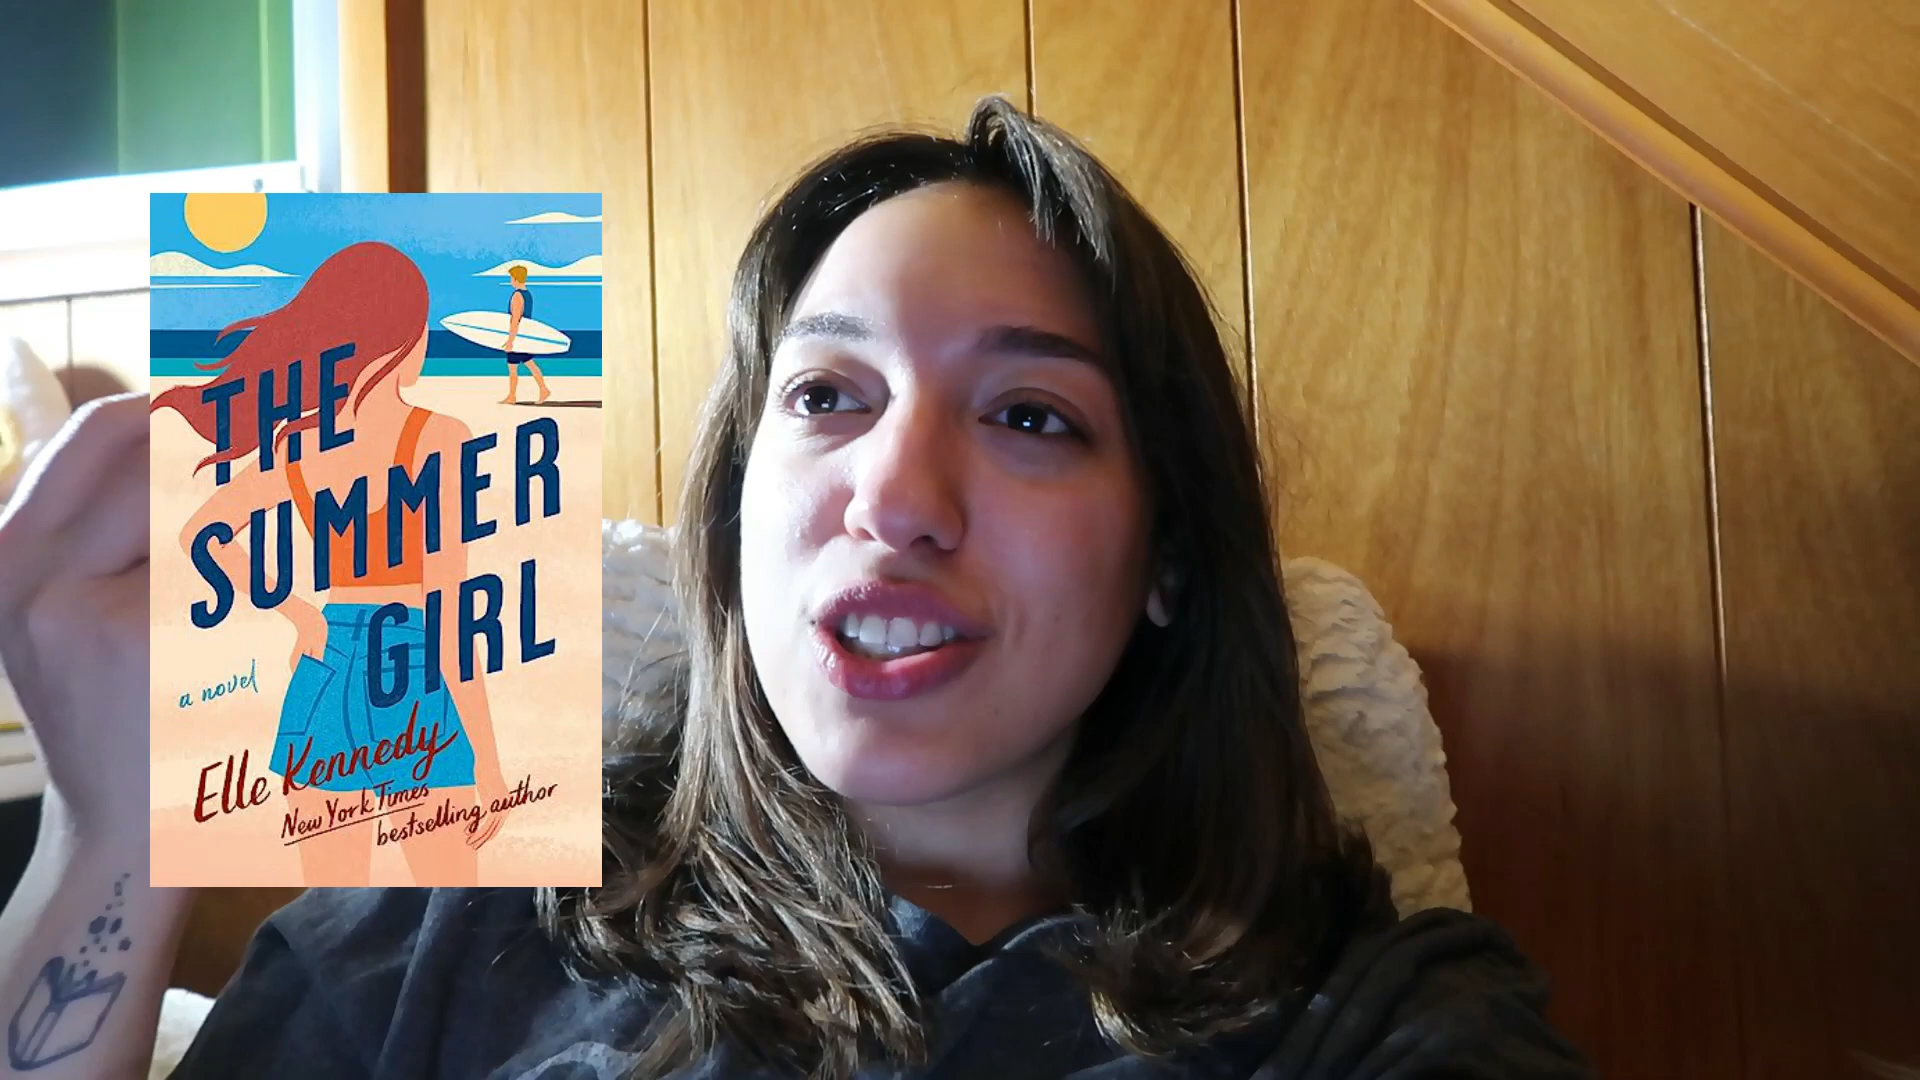 THE
SUMMER
GIRL
a novel
Elle Kennedy
New York Times
bestselling author